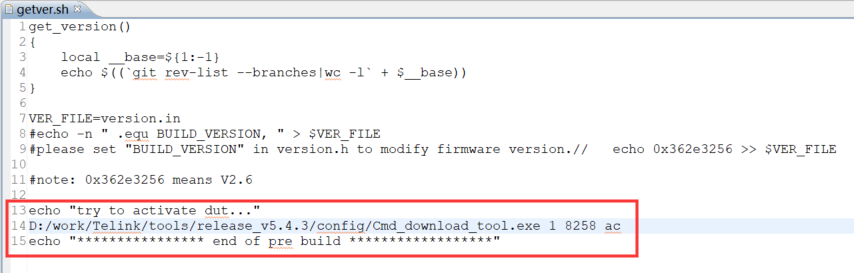 getver.sh
1 get_version()
2 {
3     local __base=${1:-1}
4     echo $((`git rev-list --branches|wc -l` + $__base))
5 }
6
7 VER_FILE=version.in
8 #echo -n " .equ BUILD_VERSION, " > $VER_FILE
9 #please set "BUILD_VERSION" in version.h to modify firmware version.//   echo 0x362e3256 >> $VER_FILE
10
11 #note: 0x362e3256 means V2.6
12
13 echo "try to activate dut..."
14 D:/work/Telink/tools/release_v5.4.3/config/Cmd_download_tool.exe 1 8258 ac
15 echo "**************** end of pre build ******************"